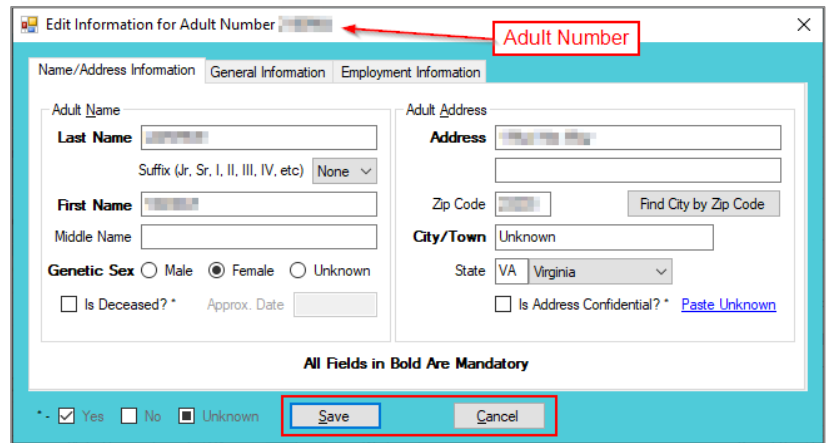 Edit Information for Adult Number
Adult Number
Name/Address Information General Information Employment Information
Adult Name
Last Name
Suffix (Jr, Sr, I, II, III, IV, etc) None
First Name
Middle Name
Genetic Sex Male Female Unknown
Is Deceased? * Approx. Date
Adult Address
Address
Zip Code Find City by Zip Code
City/Town Unknown
State VA Virginia
Is Address Confidential? * Paste Unknown
All Fields in Bold Are Mandatory
* - Yes No Unknown Save Cancel